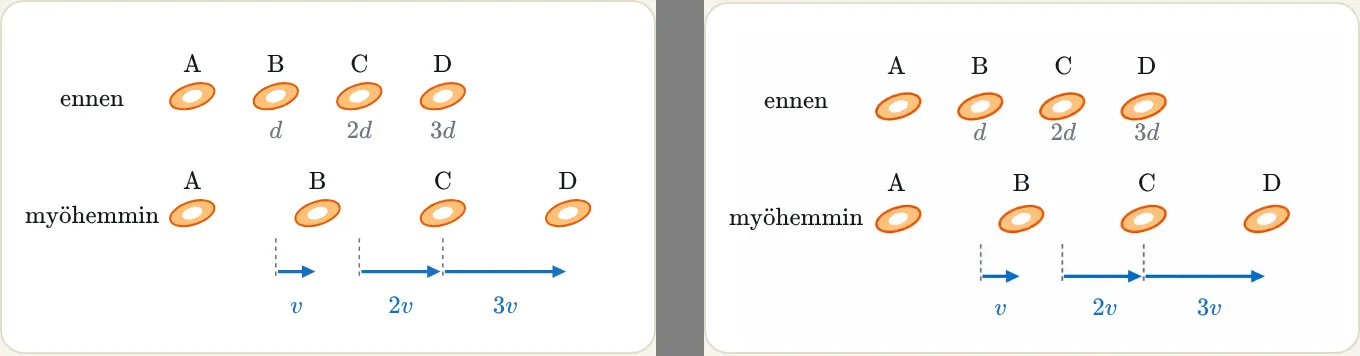 A B C D
ennen
d 2d 3d
A B C D
myöhemmin
v 2v 3v
A B C D
ennen
d 2d 3d
A B C D
myöhemmin
v 2v 3v